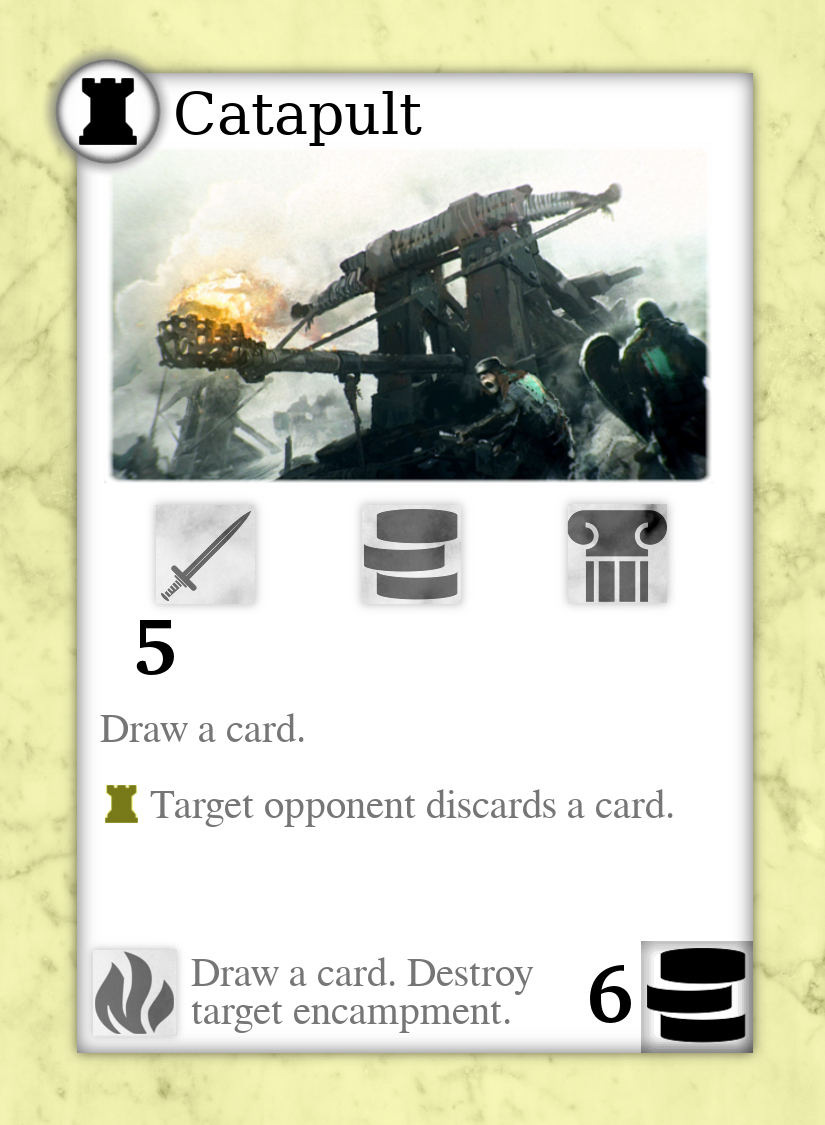 Catapult
5
Draw a card.
Target opponent discards a card.
Draw a card. Destroy
target encampment.
6